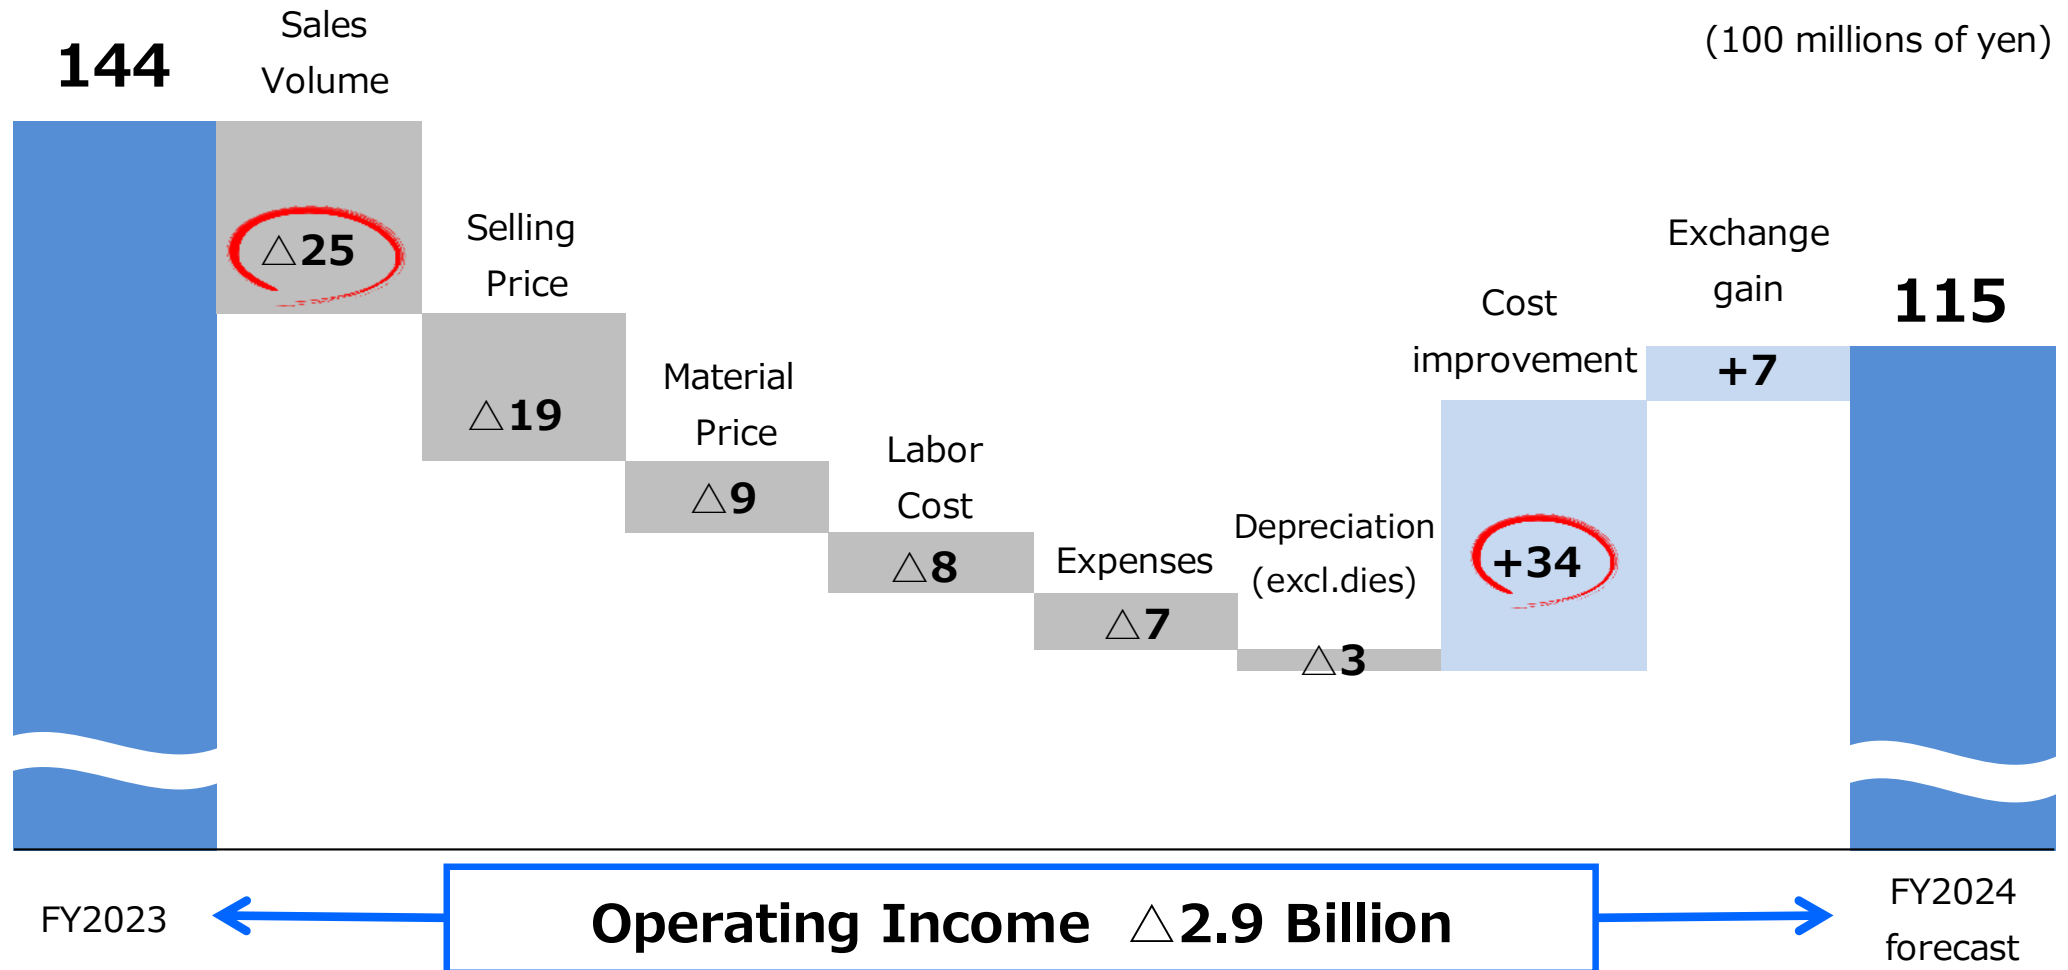 (100 millions of yen)
144
Sales
Volume
△25
Selling
Price
△19
Material
Price
△9
Labor
Cost
△8
Expenses
△7
Depreciation
(excl.dies)
△3
Cost
improvement
+34
Exchange
gain
+7
115
FY2023
Operating Income △2.9 Billion
FY2024
forecast